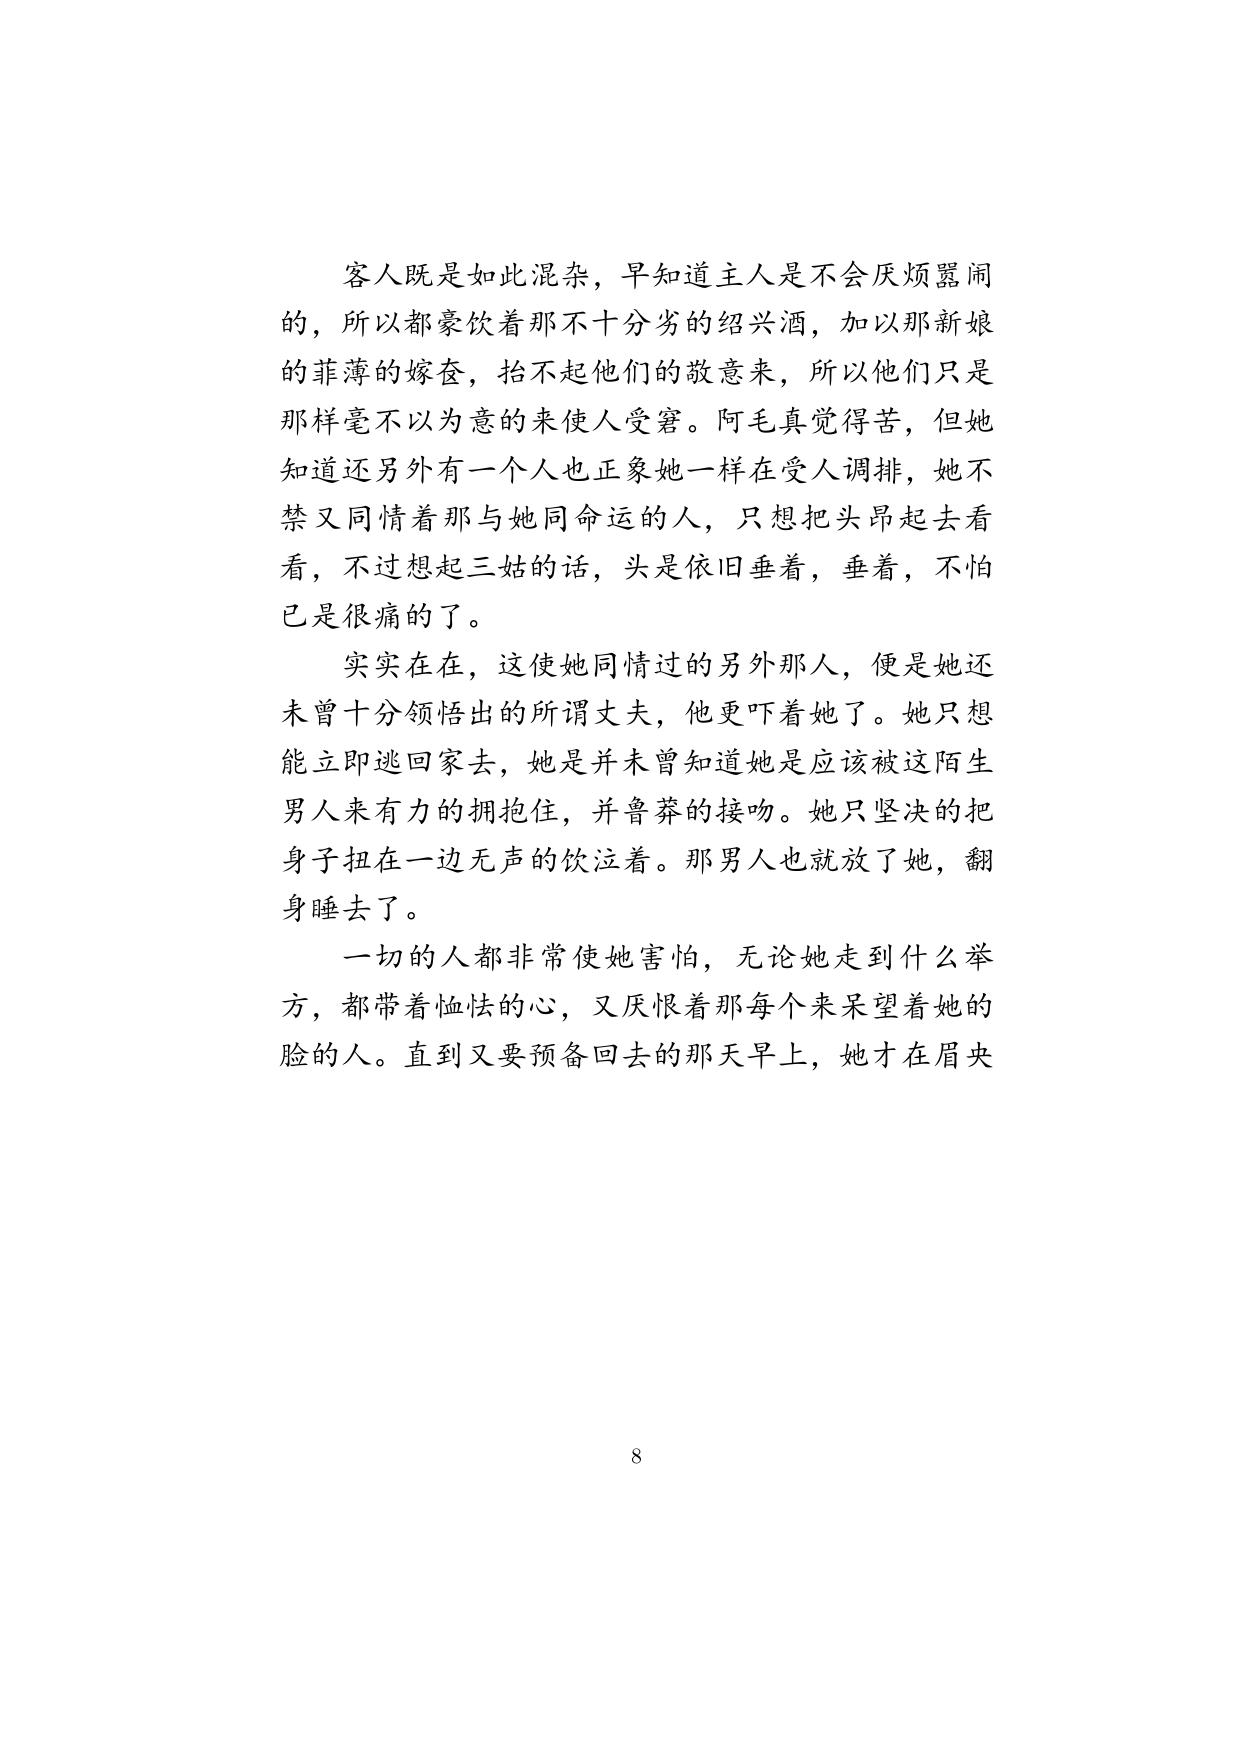 客人既是如此混杂，早知道主人是不会厌烦嚣闹
的，所以都豪饮着那不十分劣的绍兴酒，加以那新娘
的菲薄的嫁奁，抬不起他们的敬意来，所以他们只是
那样毫不以为意的来使人受窘。阿毛真觉得苦，但她
知道还另外有一个人也正象她一样在受人调排，她不
禁又同情着那与她同命运的人，只想把头昂起去看
看，不过想起三姑的话，头是依旧垂着，垂着，不怕
已是很痛的了。
实实在在，这使她同情过的另外那人，便是她还
未曾十分领悟出的所谓丈夫，他更吓着她了。她只想
能立即逃回家去，她是并未曾知道她是应该被这陌生
男人来有力的拥抱住，并鲁莽的接吻。她只坚决的把
身子扭在一边无声的饮泣着。那男人也就放了她，翻
身睡去了。
一切的人都非常使她害怕，无论她走到什么举
方，都带着恤怯的心，又厌恨着那每个来呆望着她的
脸的人。直到又要预备回去的那天早上，她才在眉央
8